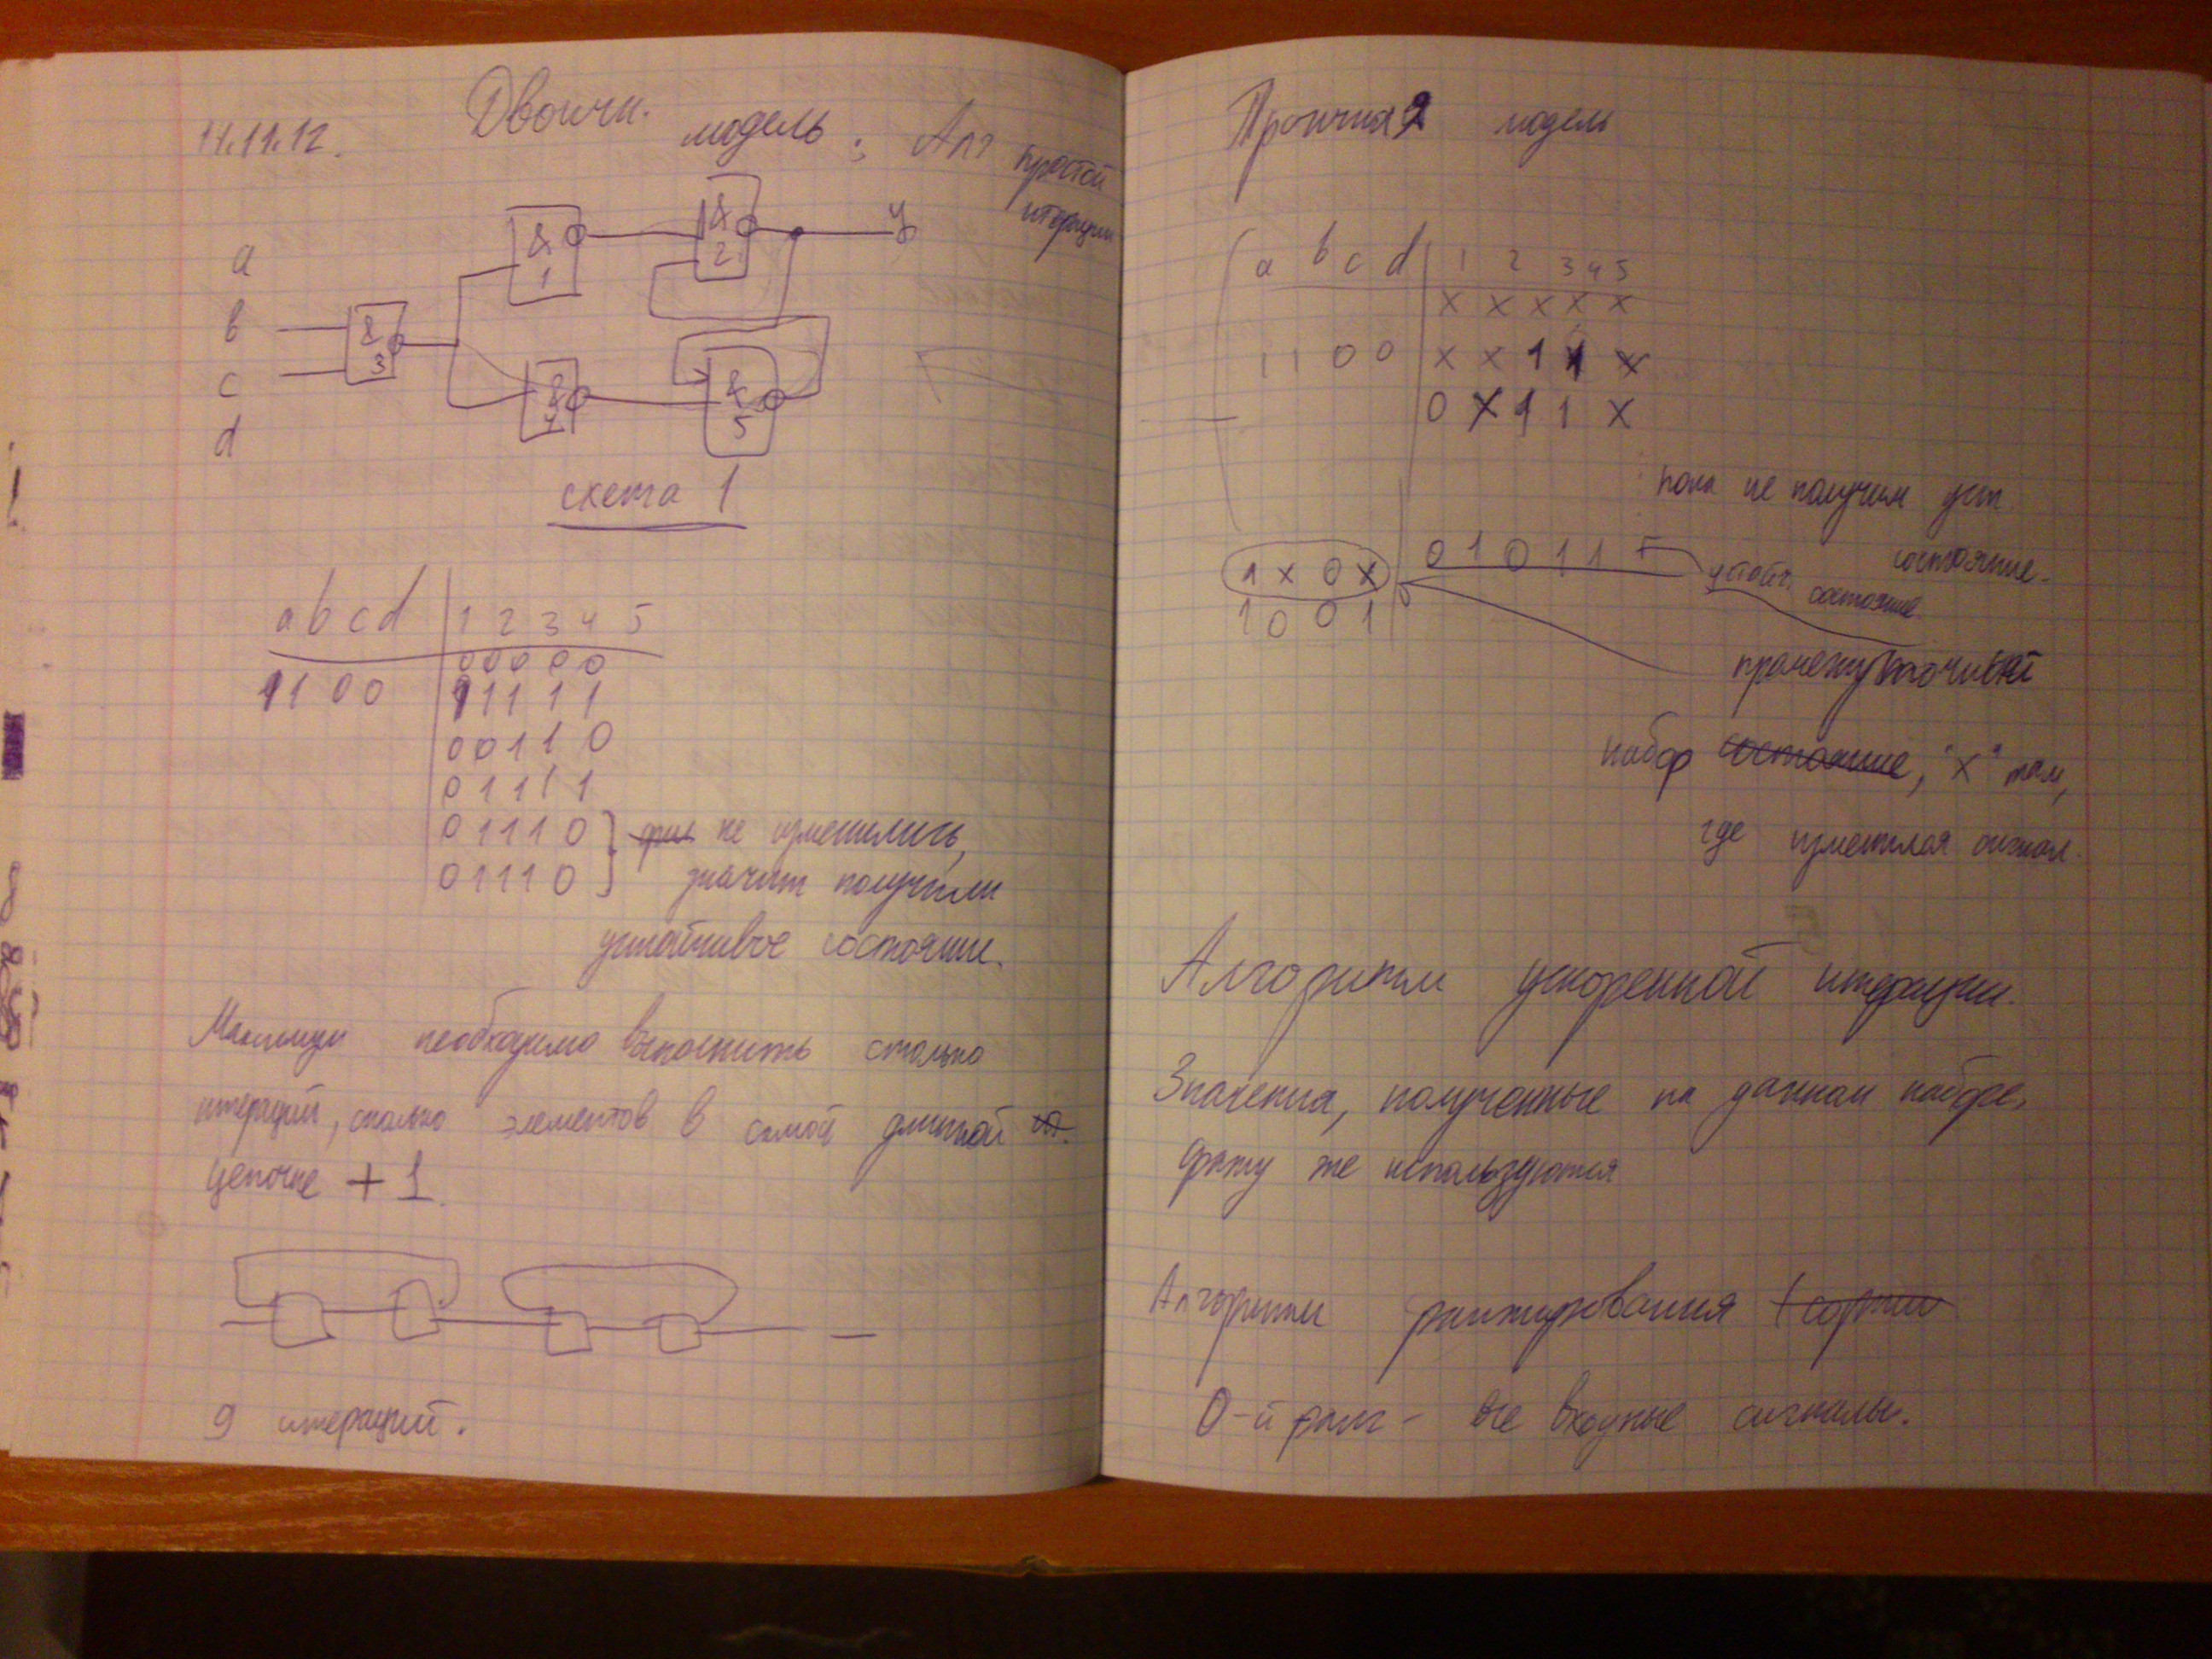 14.11.12.
Двоичн. модель; Алг простой
итерации
a
b
c
d
& 1
& 2
& 3
& 4
& 5
y
схема 1
a b c d 1 2 3 4 5
0 0 0 0 0
1 1 0 0 1 1 1 1 1
0 0 1 1 0
0 1 1 1 1
0 1 1 1 0 не изменились,
0 1 1 1 0 значит получили
устойчивое состояние.
Максимум необходимо выполнить столько
итераций, сколько элементов в самой длинной
цепочке + 1.
9 итераций.
Троичная модель
a b c d 1 2 3 4 5
x x x x x
1 1 0 0 x x 1 1 x
0 x 1 1 x
пока не получим уст.
состояние.
1 x 0 x 0 1 0 1 1 устойч.
состояние
1 0 0 1
промежуточный
набор состояние, "x" там,
где изменился сигнал.
Алгоритм ускоренной итерации.
Значения, полученные на данном наборе,
сразу же используются
Алгоритм ранжирования
0-й ранг - все входные сигналы.